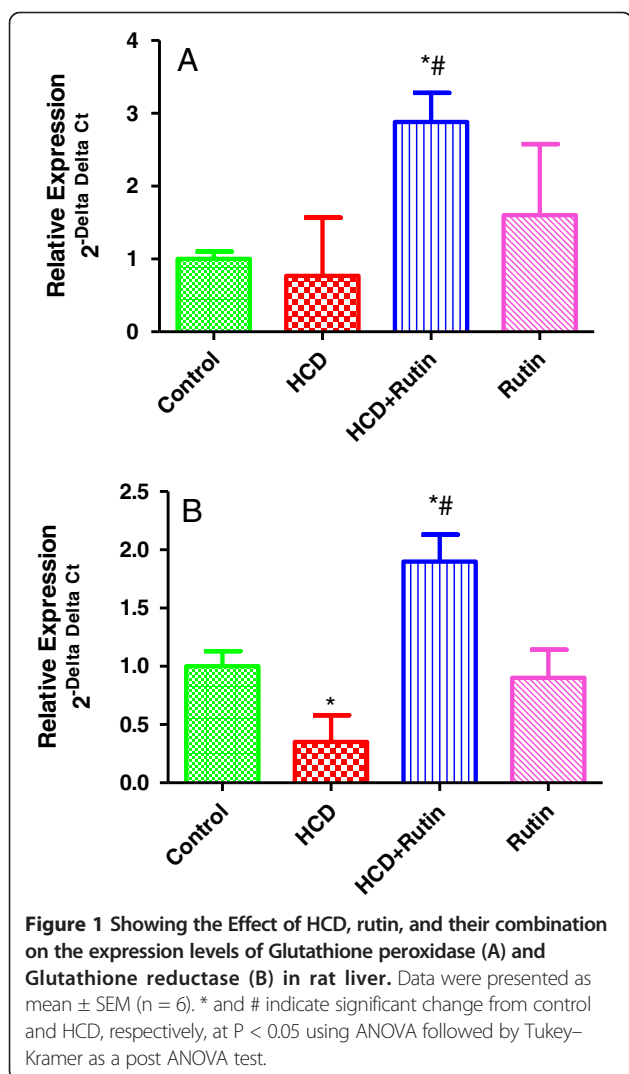 A
Relative Expression
2^-Delta Delta Ct
4
3
2
1
0
*#
Control
HCD
HCD+Rutin
Rutin
B
Relative Expression
2^-Delta Delta Ct
2.5
2.0
1.5
1.0
0.5
0.0
*
*#
Control
HCD
HCD+Rutin
Rutin
Figure 1 Showing the Effect of HCD, rutin, and their combination
on the expression levels of Glutathione peroxidase (A) and
Glutathione reductase (B) in rat liver. Data were presented as
mean ± SEM (n = 6). * and # indicate significant change from control
and HCD, respectively, at P < 0.05 using ANOVA followed by Tukey–
Kramer as a post ANOVA test.